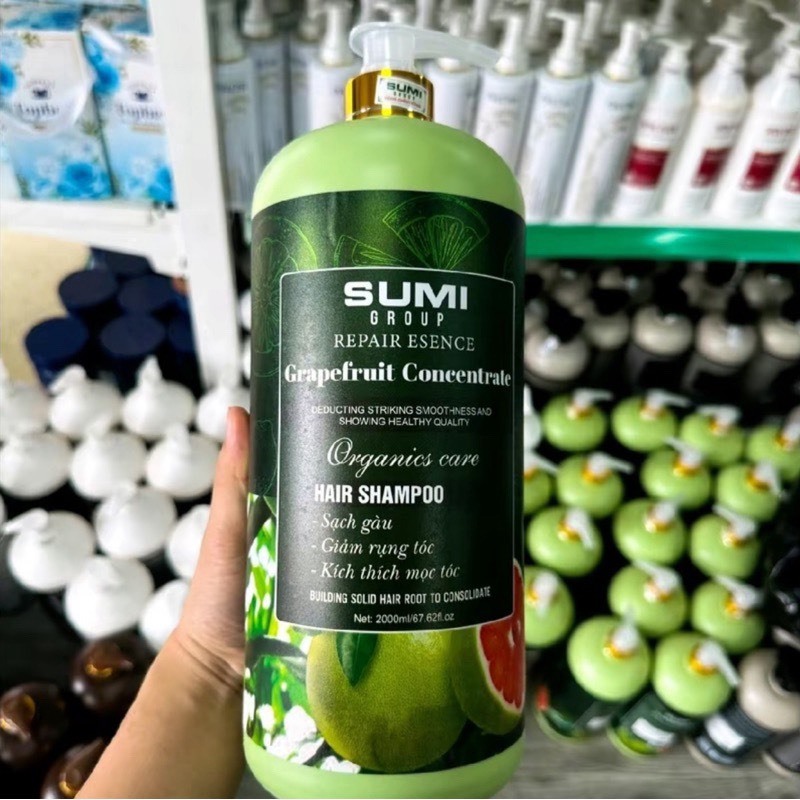 SUMI
GROUP
SUMI
GROUP
REPAIR ESENCE
Grapefruit Concentrate
DEDUCTING STRIKING SMOOTHNESS AND
SHOWING HEALTHY QUALITY
Organics care
HAIR SHAMPOO
- Sạch gàu
- Giảm rụng tóc
- Kích thích mọc tóc
BUILDING SOLID HAIR ROOT TO CONSOLIDATE
Net: 2000ml/67.62fl.oz